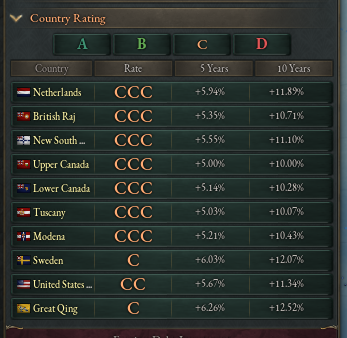 Country Rating
A B C D
Country Rate 5 Years 10 Years
Netherlands CCC +5.94% +11.89%
British Raj CCC +5.35% +10.71%
New South ... CCC +5.55% +11.10%
Upper Canada CCC +5.00% +10.00%
Lower Canada CCC +5.14% +10.28%
Tuscany CCC +5.03% +10.07%
Modena CCC +5.21% +10.43%
Sweden C +6.03% +12.07%
United States ... CC +5.67% +11.34%
Great Qing C +6.26% +12.52%